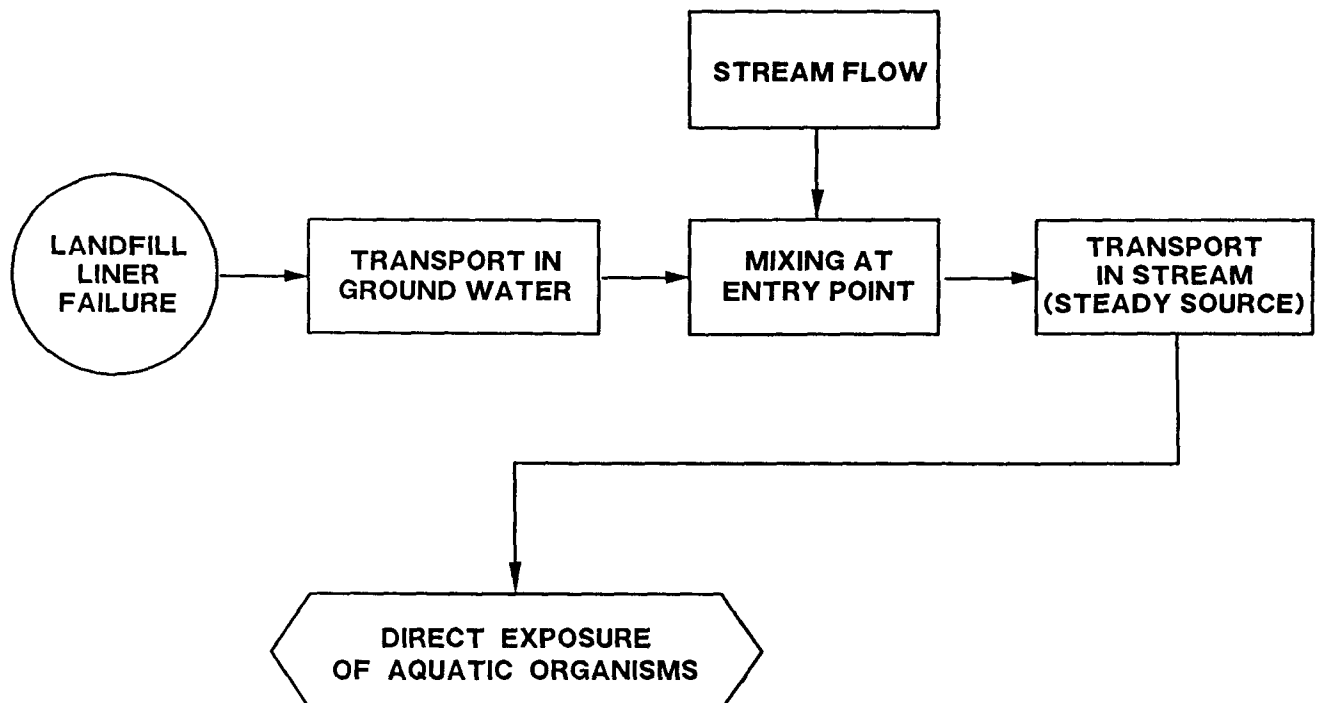 STREAM FLOW
LANDFILL
LINER
FAILURE
TRANSPORT IN
GROUND WATER
MIXING AT
ENTRY POINT
TRANSPORT
IN STREAM
(STEADY SOURCE)
DIRECT EXPOSURE
OF AQUATIC ORGANISMS